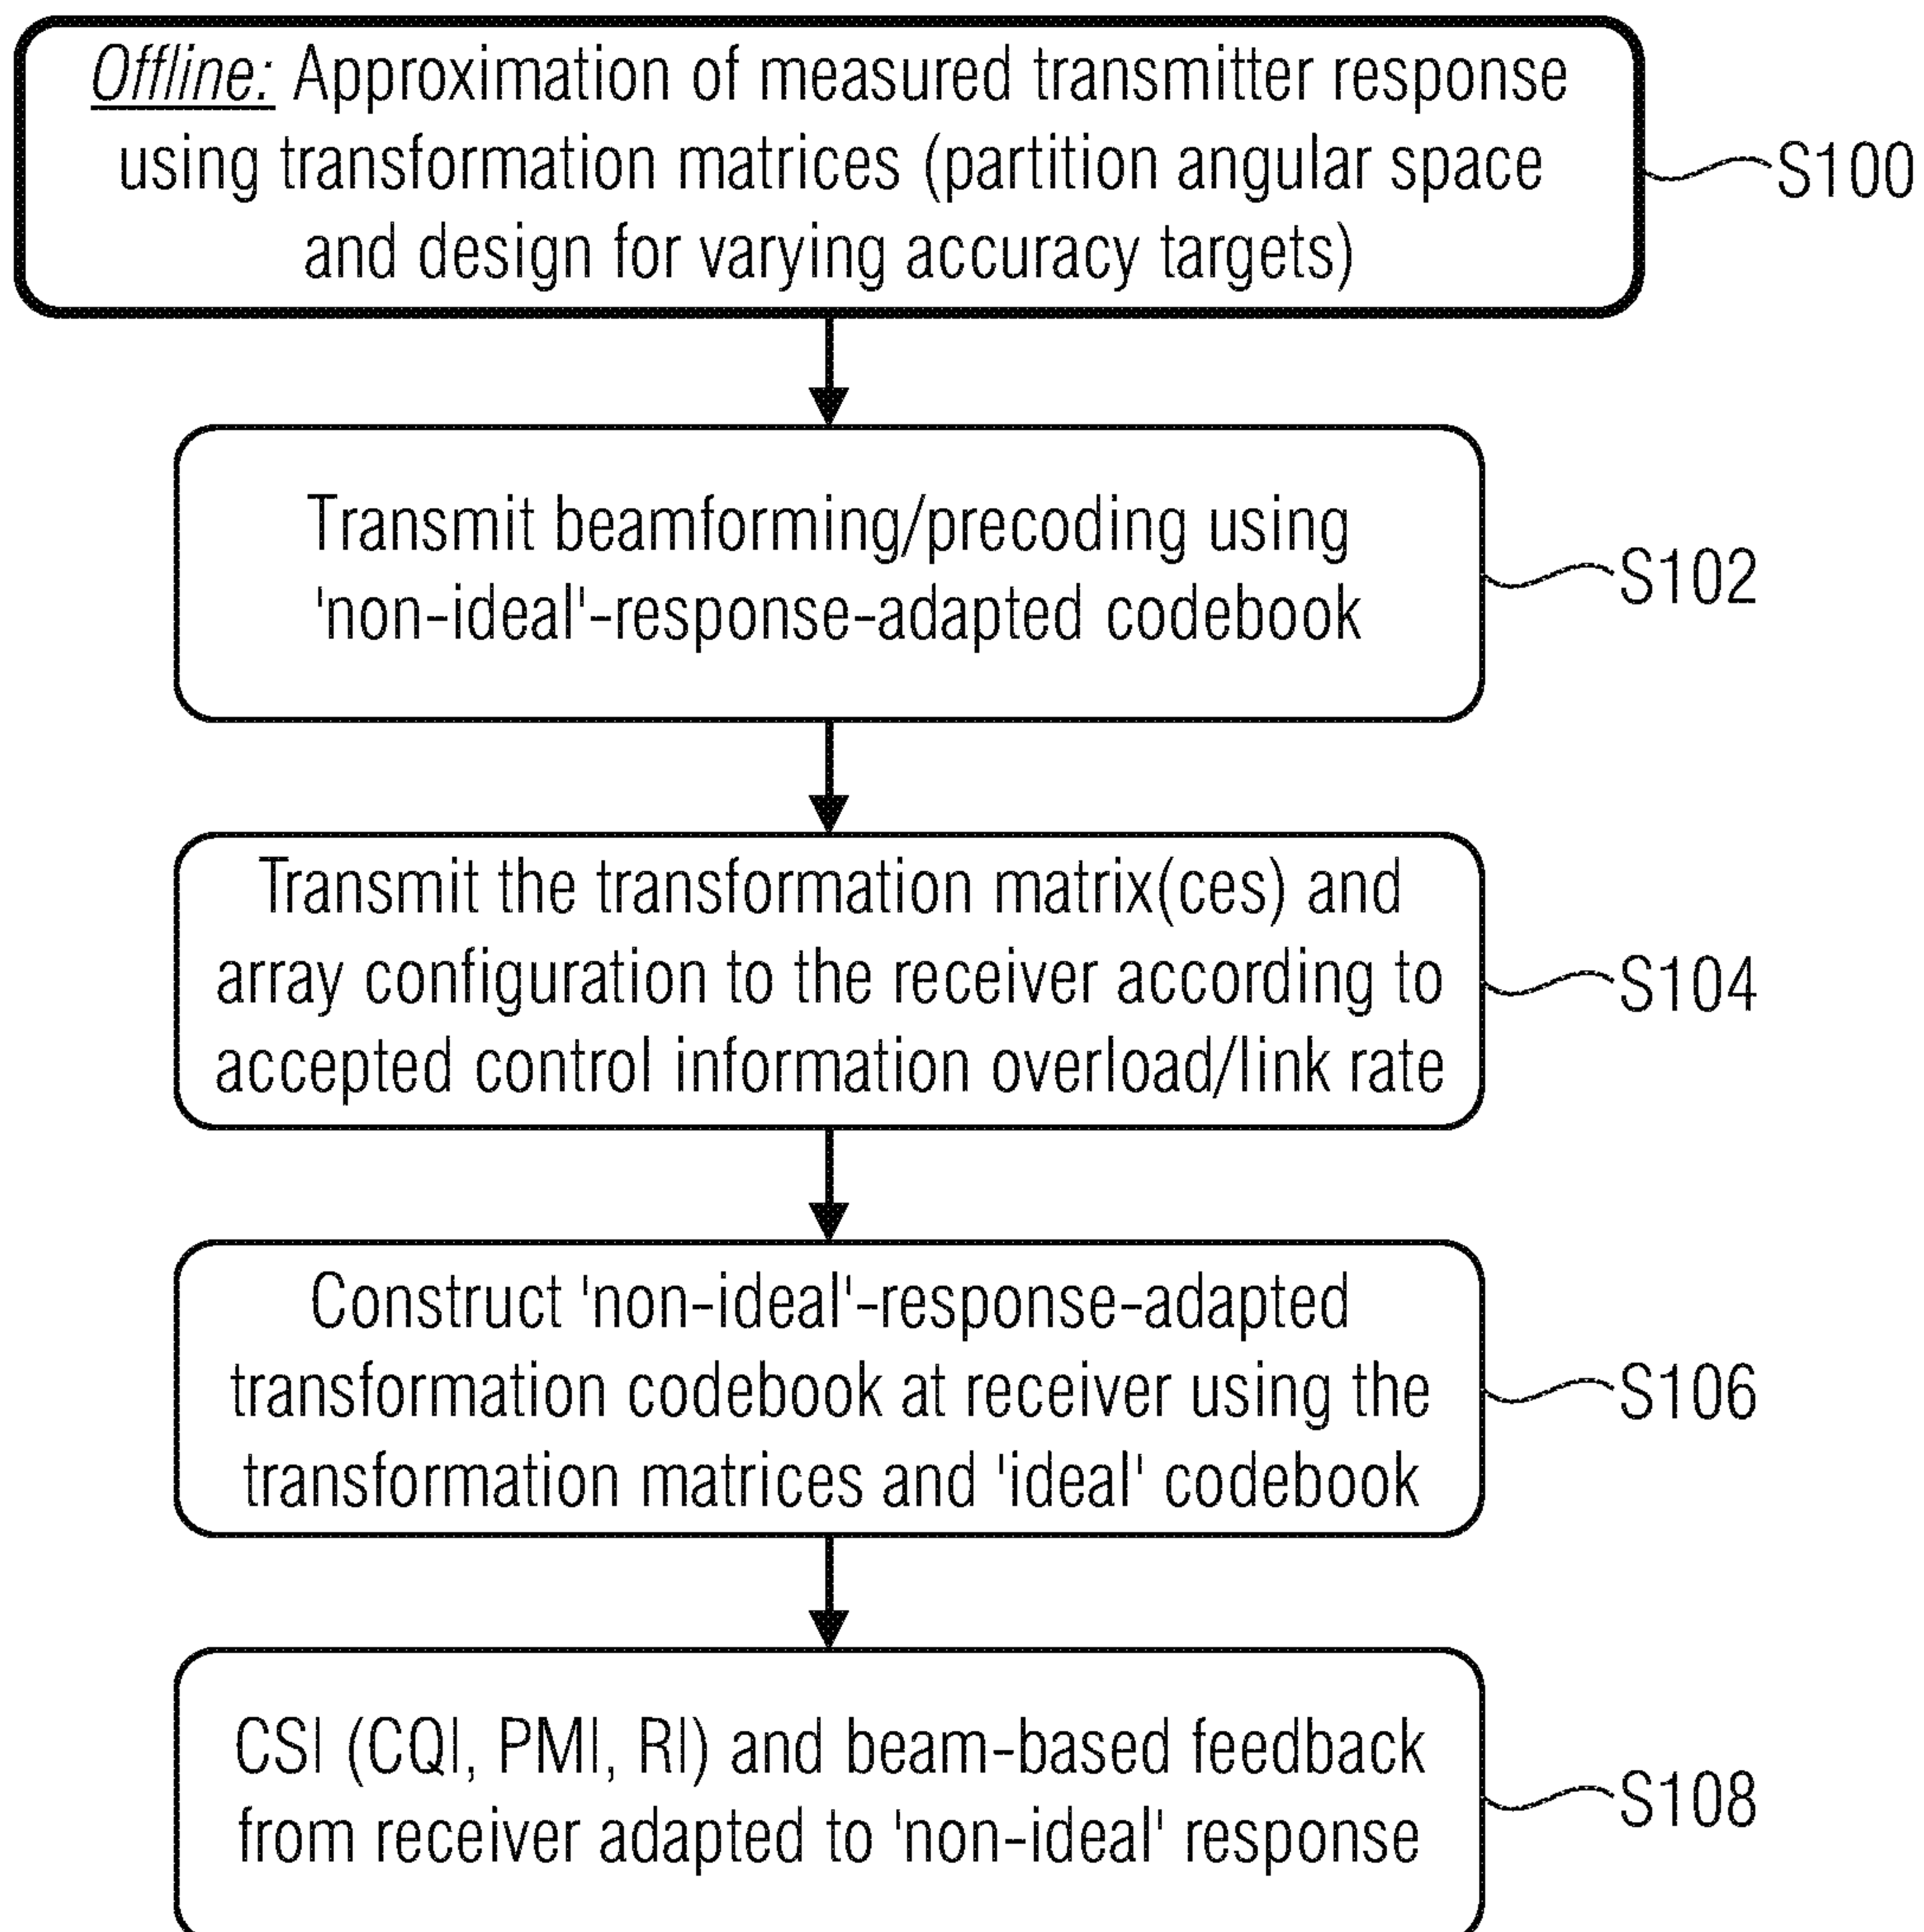 Offline: Approximation of measured transmitter response
using transformation matrices (partition angular space
and design for varying accuracy targets)
S100
Transmit beamforming/precoding using
'non-ideal'-response-adapted codebook
S102
Transmit the transformation matrix(ces) and
array configuration to the receiver according to
accepted control information overload/link rate
S104
Construct 'non-ideal'-response-adapted
transformation codebook at receiver using the
transformation matrices and 'ideal' codebook
S106
CSI (CQI, PMI, RI) and beam-based feedback
from receiver adapted to 'non-ideal' response
S108